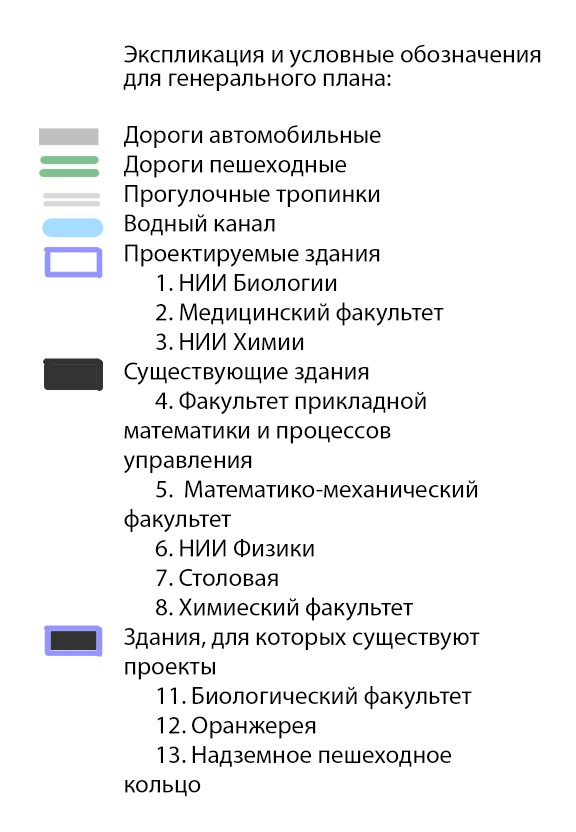 Экспликация и условные обозначения
для генерального плана:
Дороги автомобильные
Дороги пешеходные
Прогулочные тропинки
Водный канал
Проектируемые здания
1. НИИ Биологии
2. Медицинский факультет
3. НИИ Химии
Существующие здания
4. Факультет прикладной
математики и процессов
управления
5. Математико-механический
факультет
6. НИИ Физики
7. Столовая
8. Химиеский факультет
Здания, для которых существуют
проекты
11. Биологический факультет
12. Оранжерея
13. Надземное пешеходное
кольцо